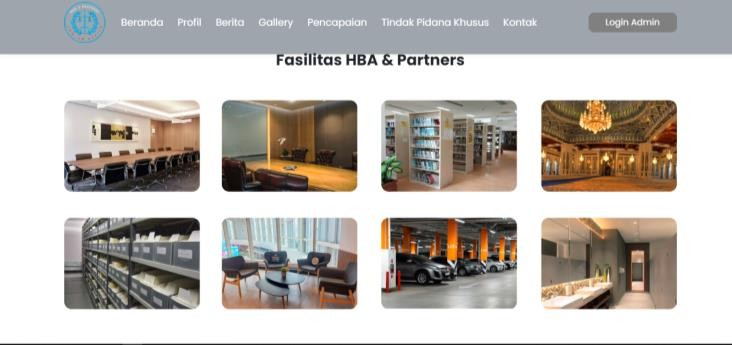 Beranda Profil Berita Gallery Pencapaian Tindak Pidana Khusus Kontak Login Admin
Fasilitas HBA & Partners